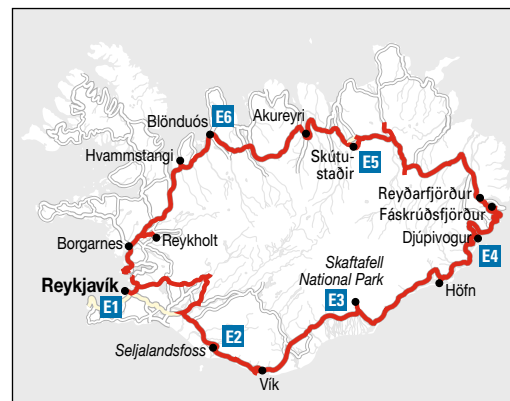 Blönduós
E6
Akureyri
Hvammstangi
Skútu-
staðir
E5
Reyðarfjörður
Fáskrúðsfjörður
Borgarnes
Reykholt
Djúpivogur
E4
Skaftafell
National Park
Reykjavík
E1
E3
Höfn
E2
Seljalandsfoss
Vík